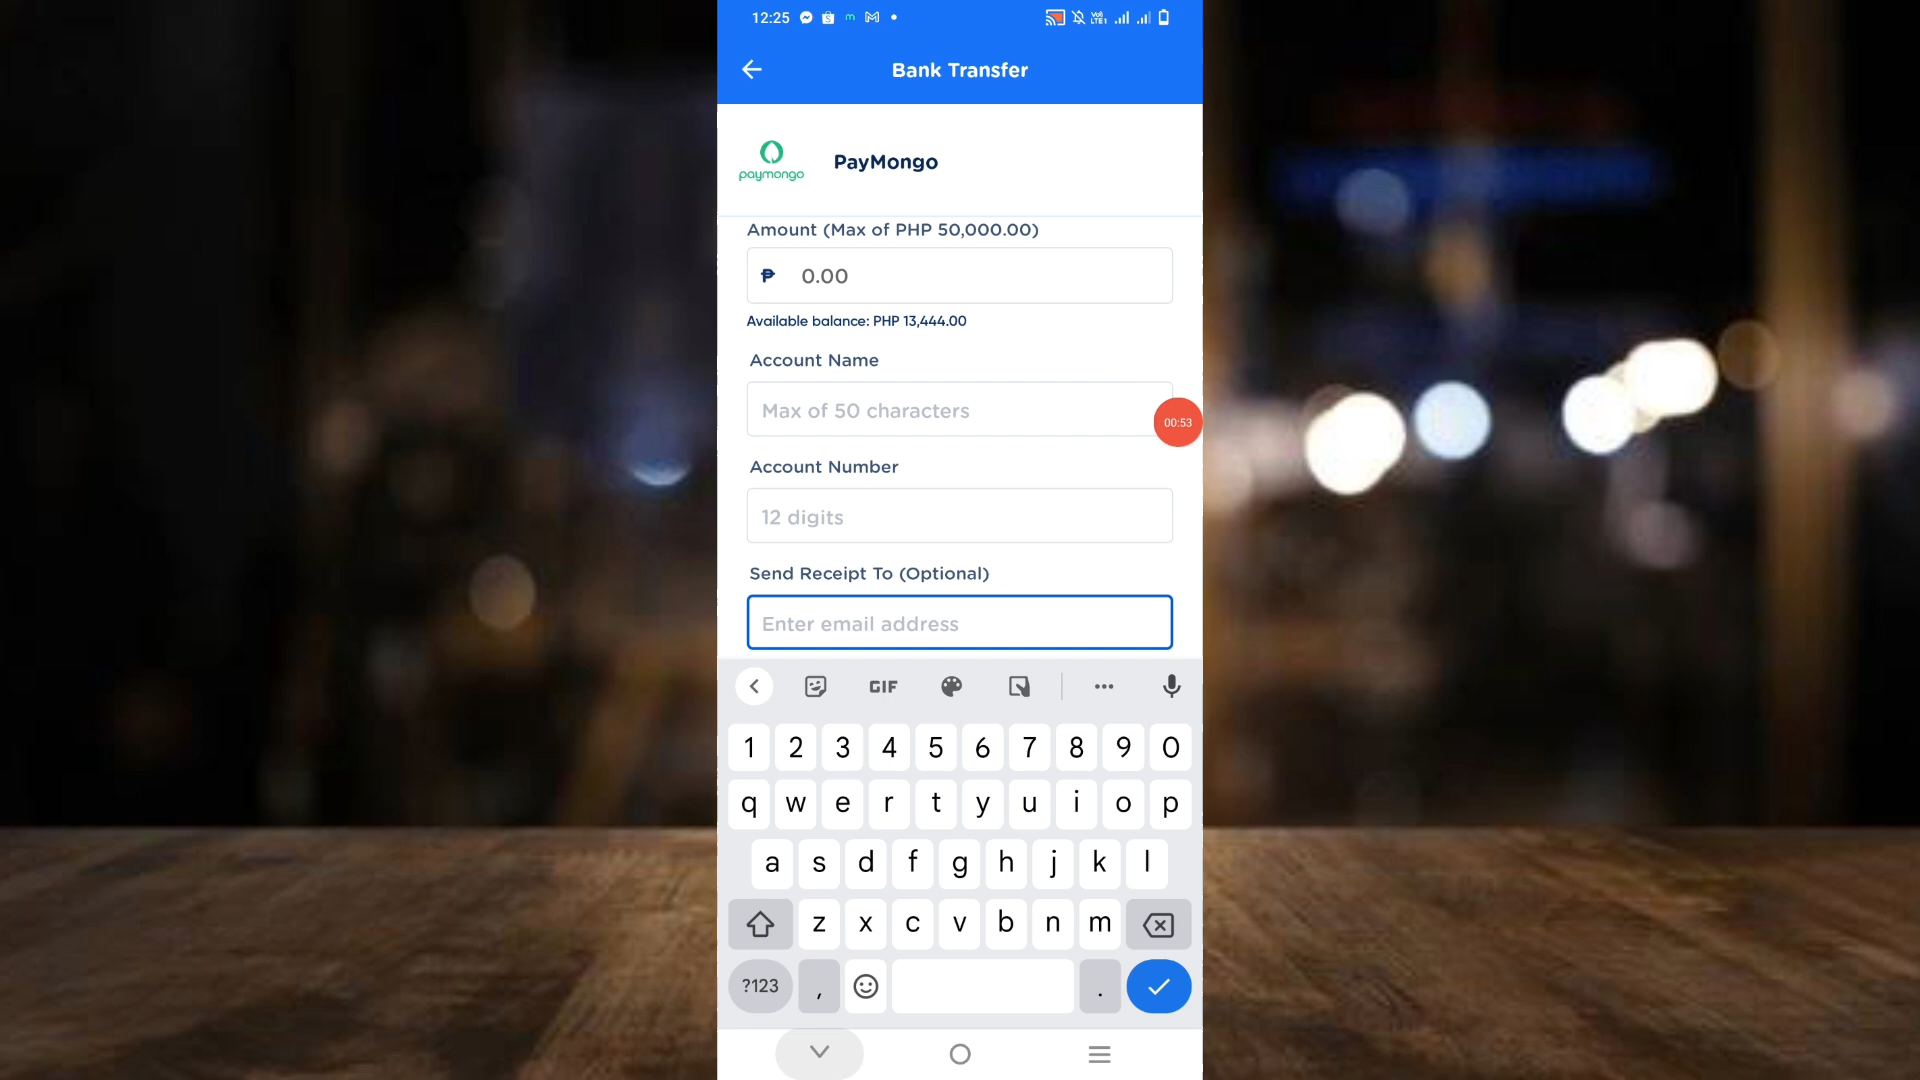 12:25
Bank Transfer
paymongo
PayMongo
Amount (Max of PHP 50,000.00)
₱ 0.00
Available balance: PHP 13,444.00
Account Name
Max of 50 characters
00:53
Account Number
12 digits
Send Receipt To (Optional)
Enter email address
GIF
1 2 3 4 5 6 7 8 9 0
q w e r t y u i o p
a s d f g h j k l
z x c v b n m
?123 , .